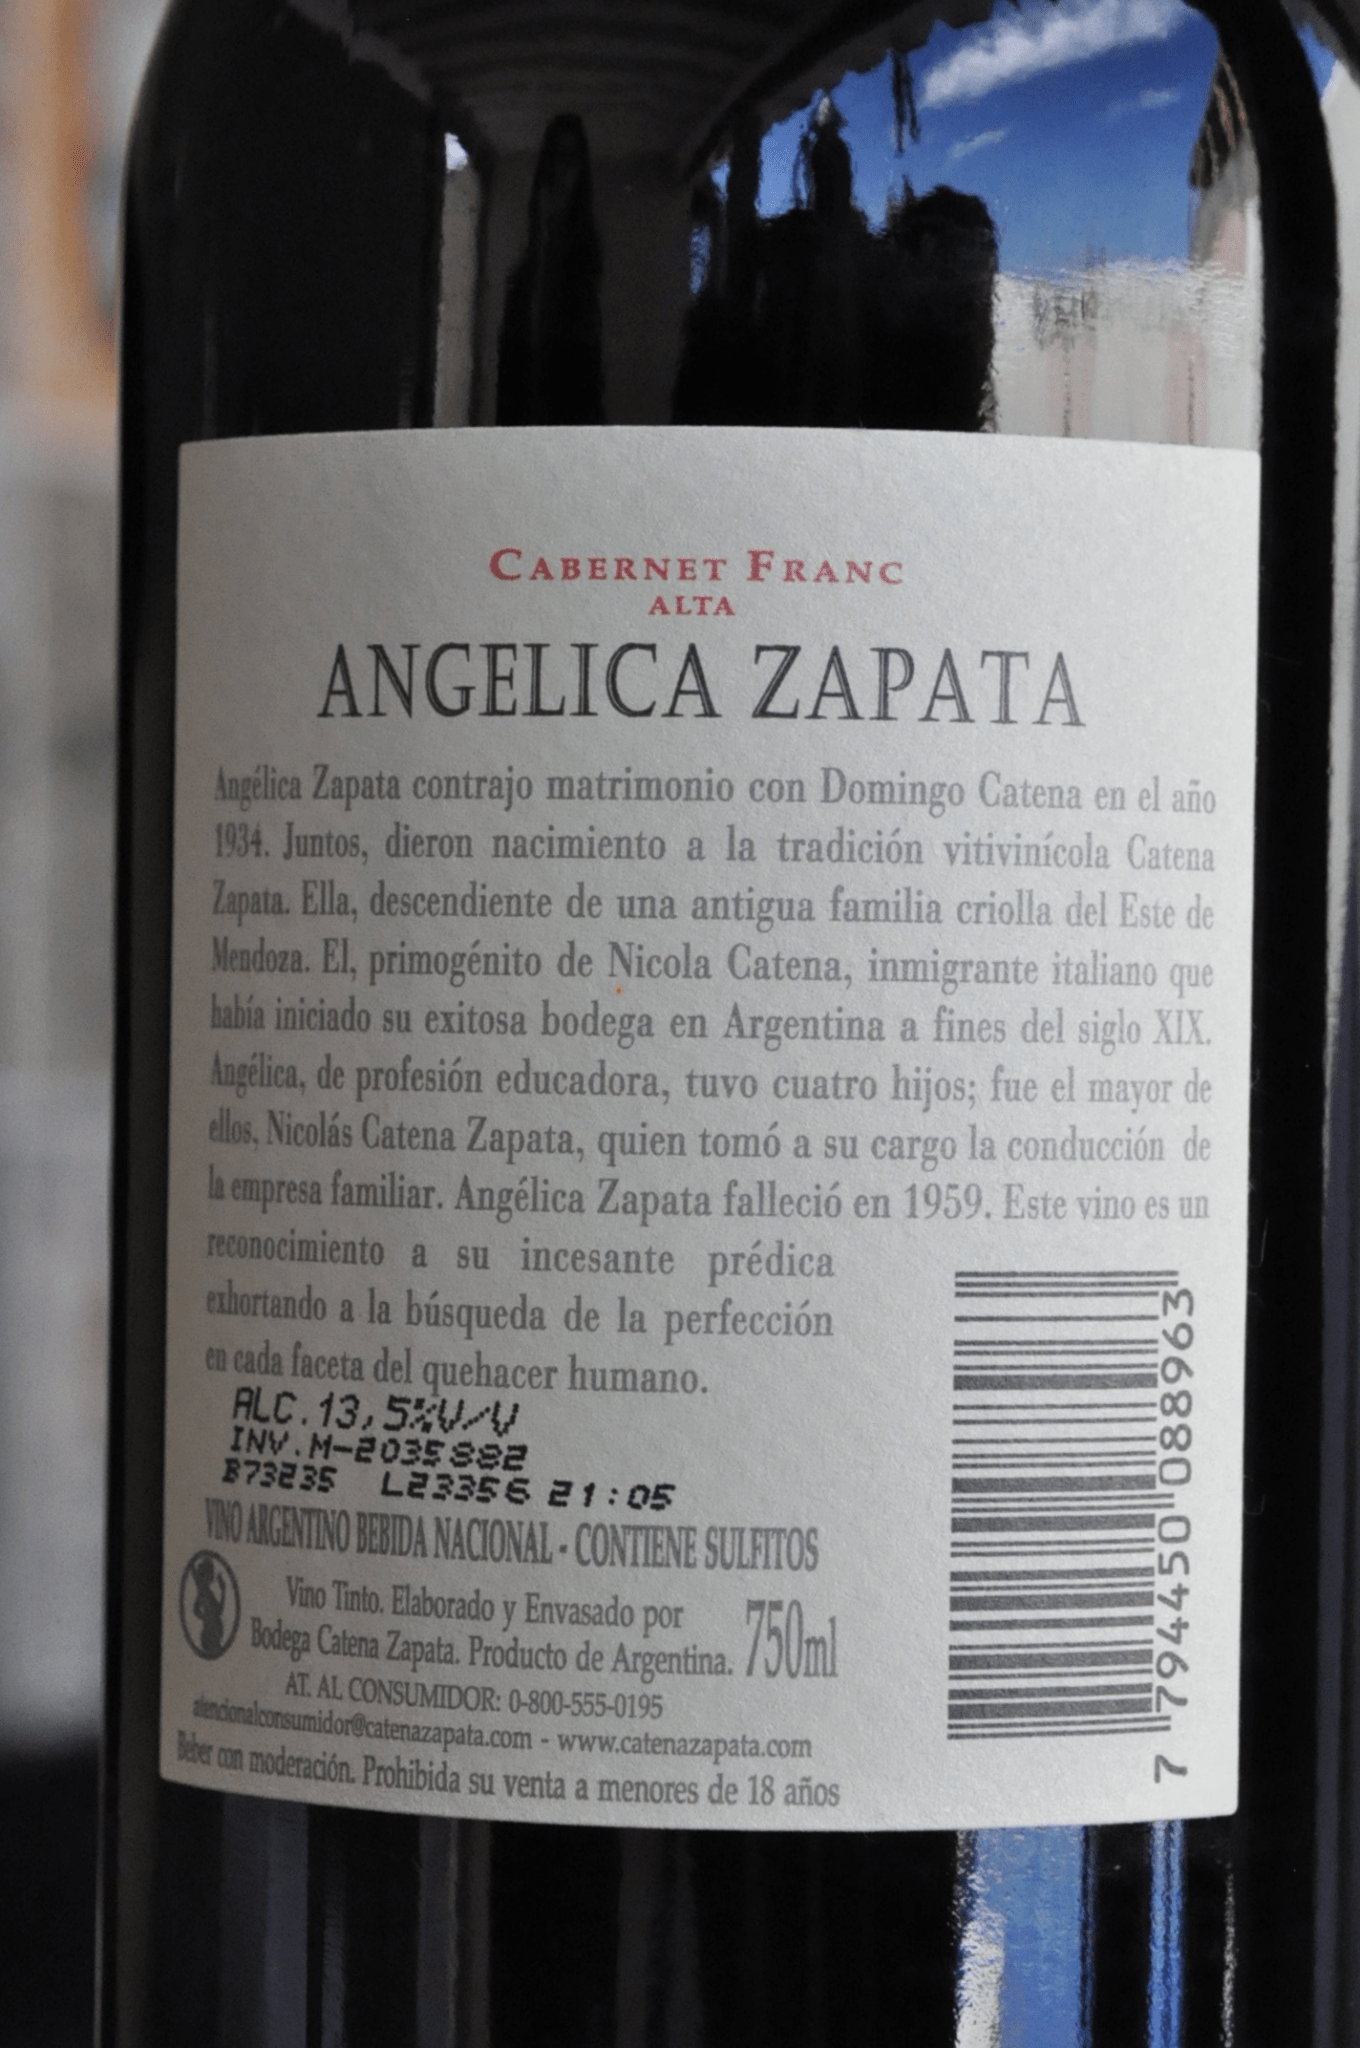 CABERNET FRANC
ALTA
ANGELICA ZAPATA
Angélica Zapata contrajo matrimonio con Domingo Catena en el año
1934. Juntos, dieron nacimiento a la tradición vitivinícola Catena
Zapata. Ella, descendiente de una antigua familia criolla del Este de
Mendoza. El, primogénito de Nicola Catena, inmigrante italiano que
había iniciado su exitosa bodega en Argentina a fines del siglo XIX.
Angélica, de profesión educadora, tuvo cuatro hijos; fue el mayor de
ellos, Nicolás Catena Zapata, quien tomó a su cargo la conducción de
la empresa familiar. Angélica Zapata falleció en 1959. Este vino es un
reconocimiento a su incesante prédica
exhortando a la búsqueda de la perfección
en cada faceta del quehacer humano.
ALC.13,5%V/V
INV.M-2035882
B73235 L23356 21:05
VINO ARGENTINO BEBIDA NACIONAL - CONTIENE SULFITOS
Vino Tinto. Elaborado y Envasado por
Bodega Catena Zapata. Producto de Argentina. 750ml
AT. AL CONSUMIDOR: 0-800-555-0195
atencionalconsumidor@catenazapata.com - www.catenazapata.com
Beber con moderación. Prohibida su venta a menores de 18 años
7 794450 088963